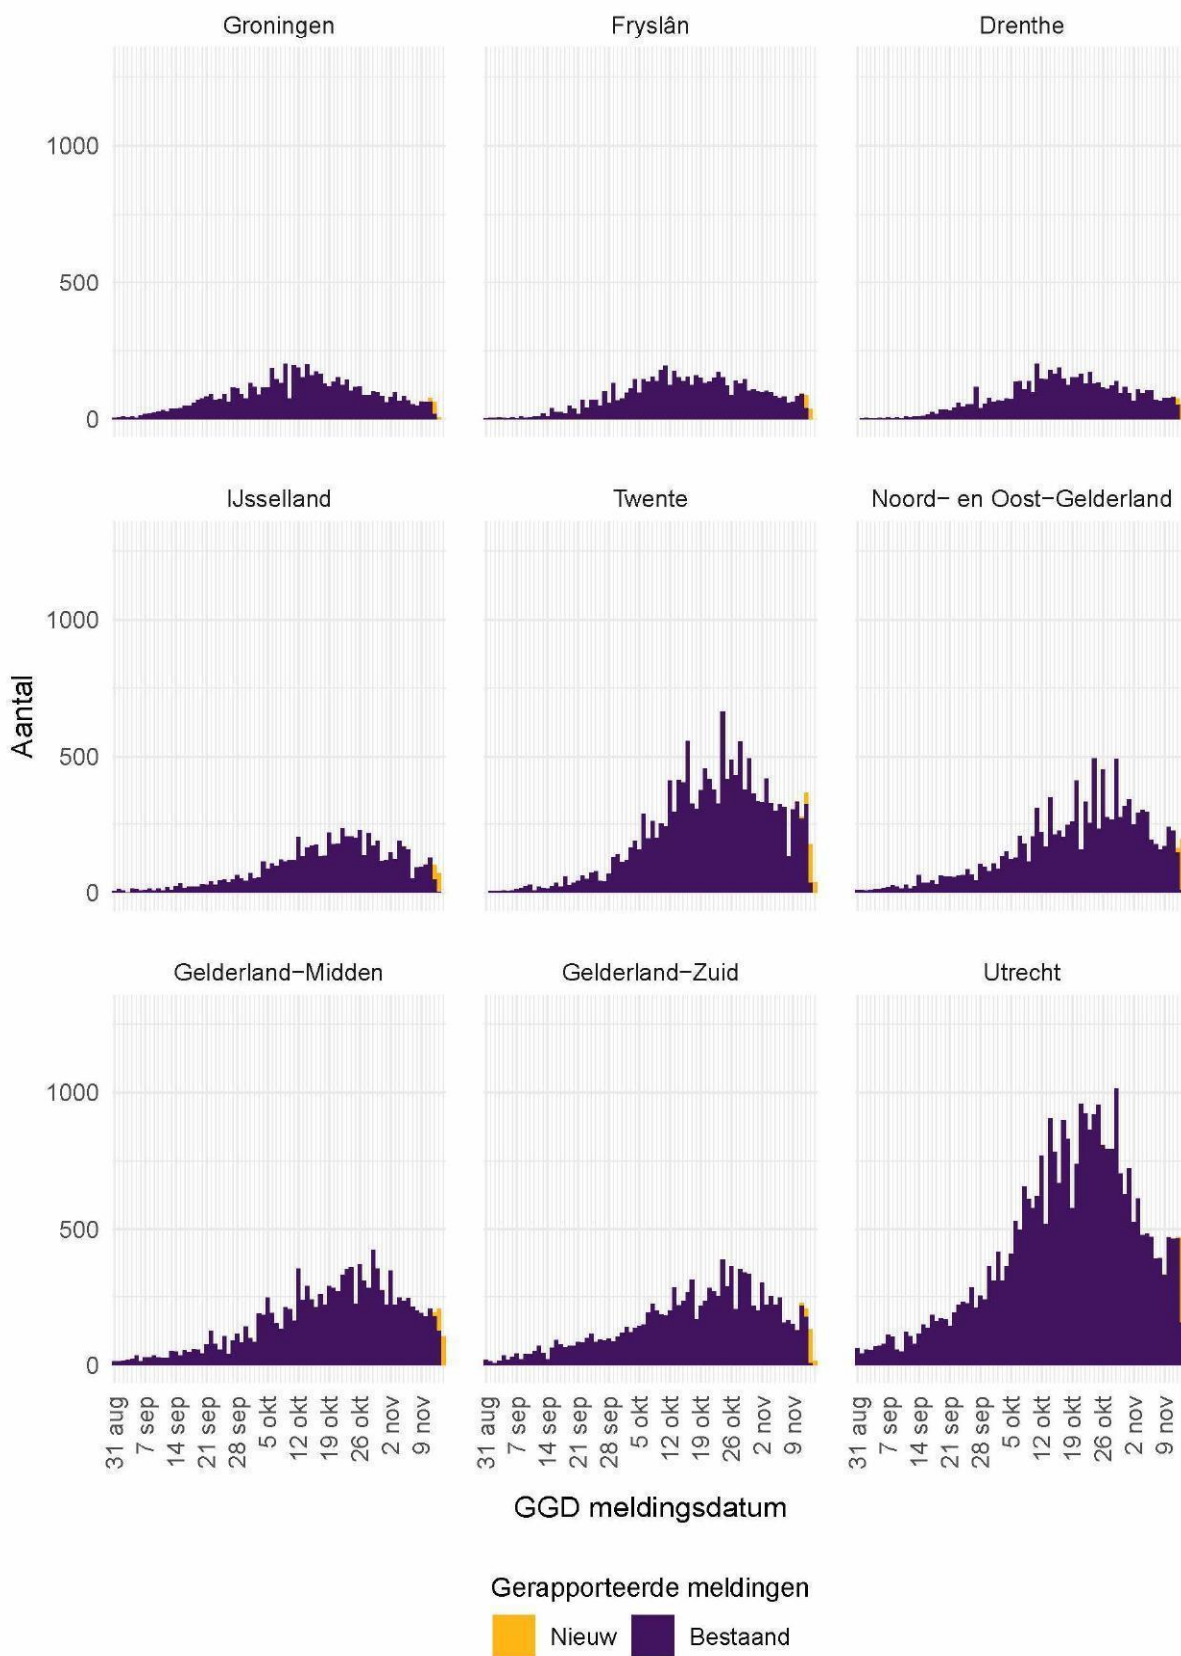 Groningen
Fryslân
Drenthe
1000
500
0
IJsselland
Twente
Noord- en Oost-Gelderland
1000
500
0
Aantal
Gelderland-Midden
Gelderland-Zuid
Utrecht
1000
500
0
31 aug
7 sep
14 sep
21 sep
28 sep
5 okt
12 okt
19 okt
26 okt
2 nov
9 nov
31 aug
7 sep
14 sep
21 sep
28 sep
5 okt
12 okt
19 okt
26 okt
2 nov
9 nov
31 aug
7 sep
14 sep
21 sep
28 sep
5 okt
12 okt
19 okt
26 okt
2 nov
9 nov
GGD meldingsdatum
Gerapporteerde meldingen
Nieuw
Bestaand